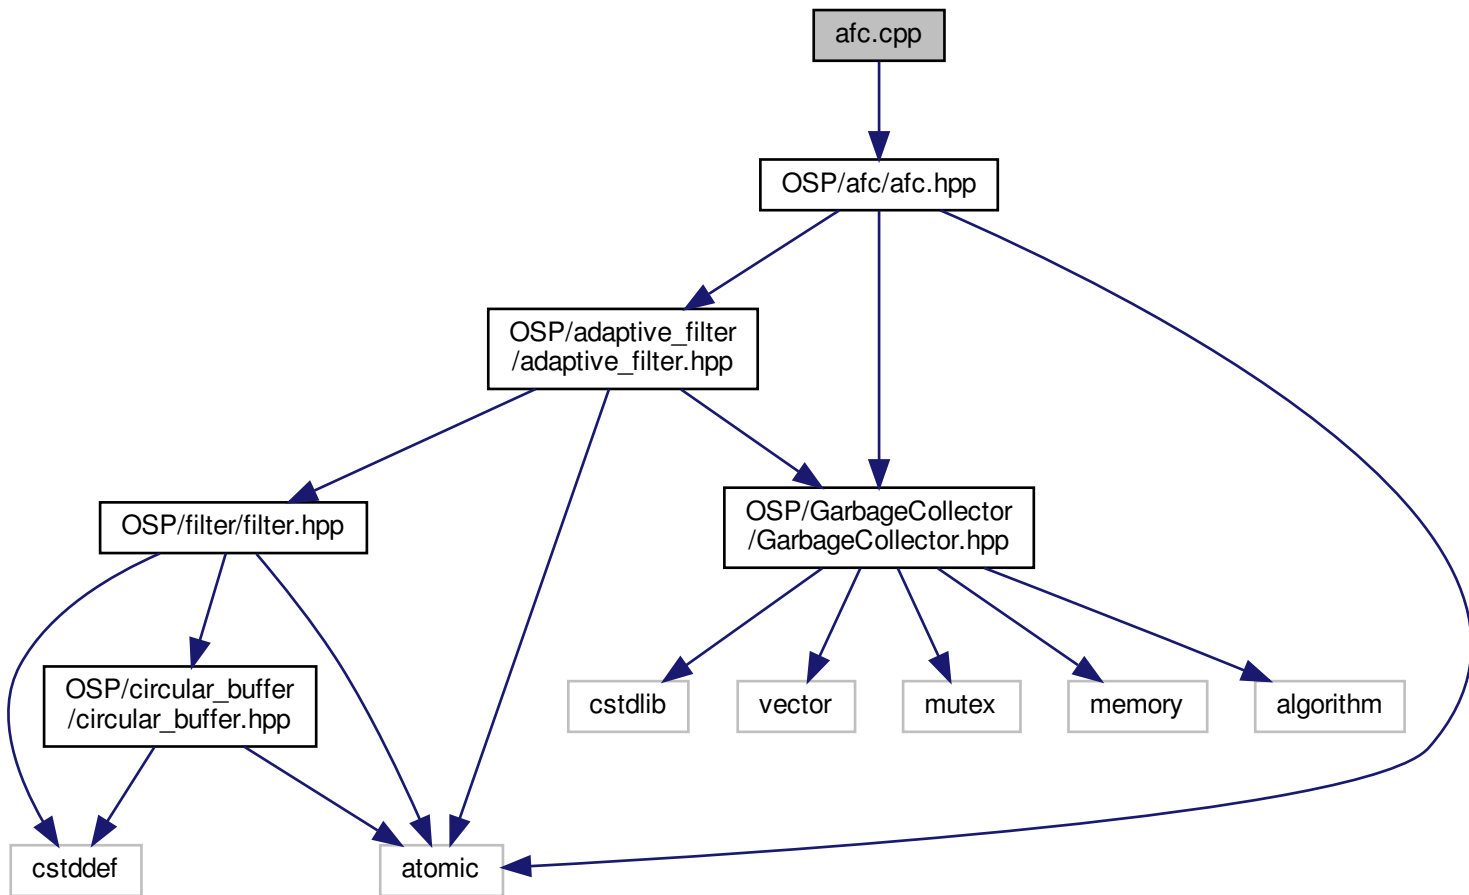 afc.cpp
OSP/afc/afc.hpp
OSP/adaptive_filter
/adaptive_filter.hpp
OSP/filter/filter.hpp
OSP/GarbageCollector
/GarbageCollector.hpp
OSP/circular_buffer
/circular_buffer.hpp
cstdlib
vector
mutex
memory
algorithm
cstddef
atomic